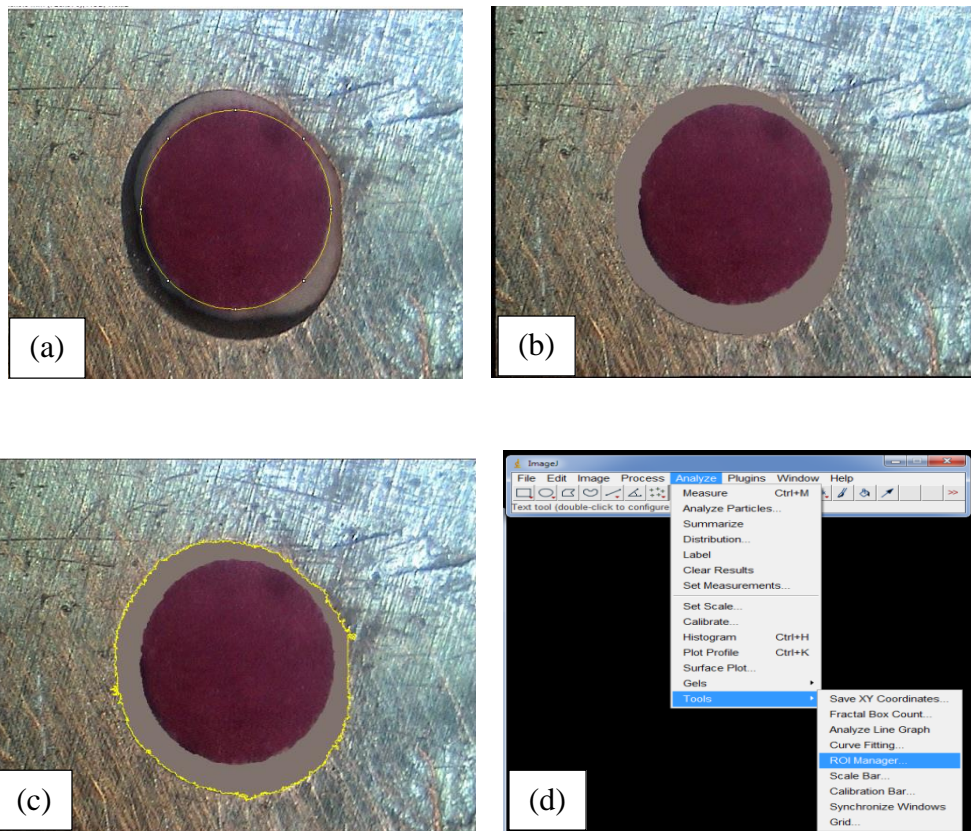 (a)
(b)
(c)
(d)
ImageJ
File Edit Image Process Analyze Plugins Window Help
>>
Text tool (double-click to configure
Measure Ctrl+M
Analyze Particles...
Summarize
Distribution...
Label
Clear Results
Set Measurements...
Set Scale...
Calibrate...
Histogram Ctrl+H
Plot Profile Ctrl+K
Surface Plot...
Gels
Tools
Save XY Coordinates...
Fractal Box Count...
Analyze Line Graph
Curve Fitting...
ROI Manager...
Scale Bar...
Calibration Bar...
Synchronize Windows
Grid...